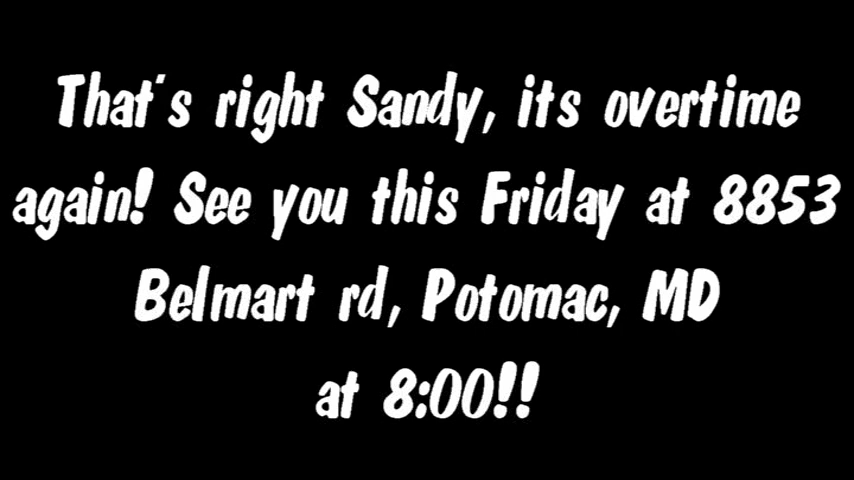 That's right Sandy, its overtime
again! See you this Friday at 8853
Belmart rd, Potomac, MD
at 8:00!!